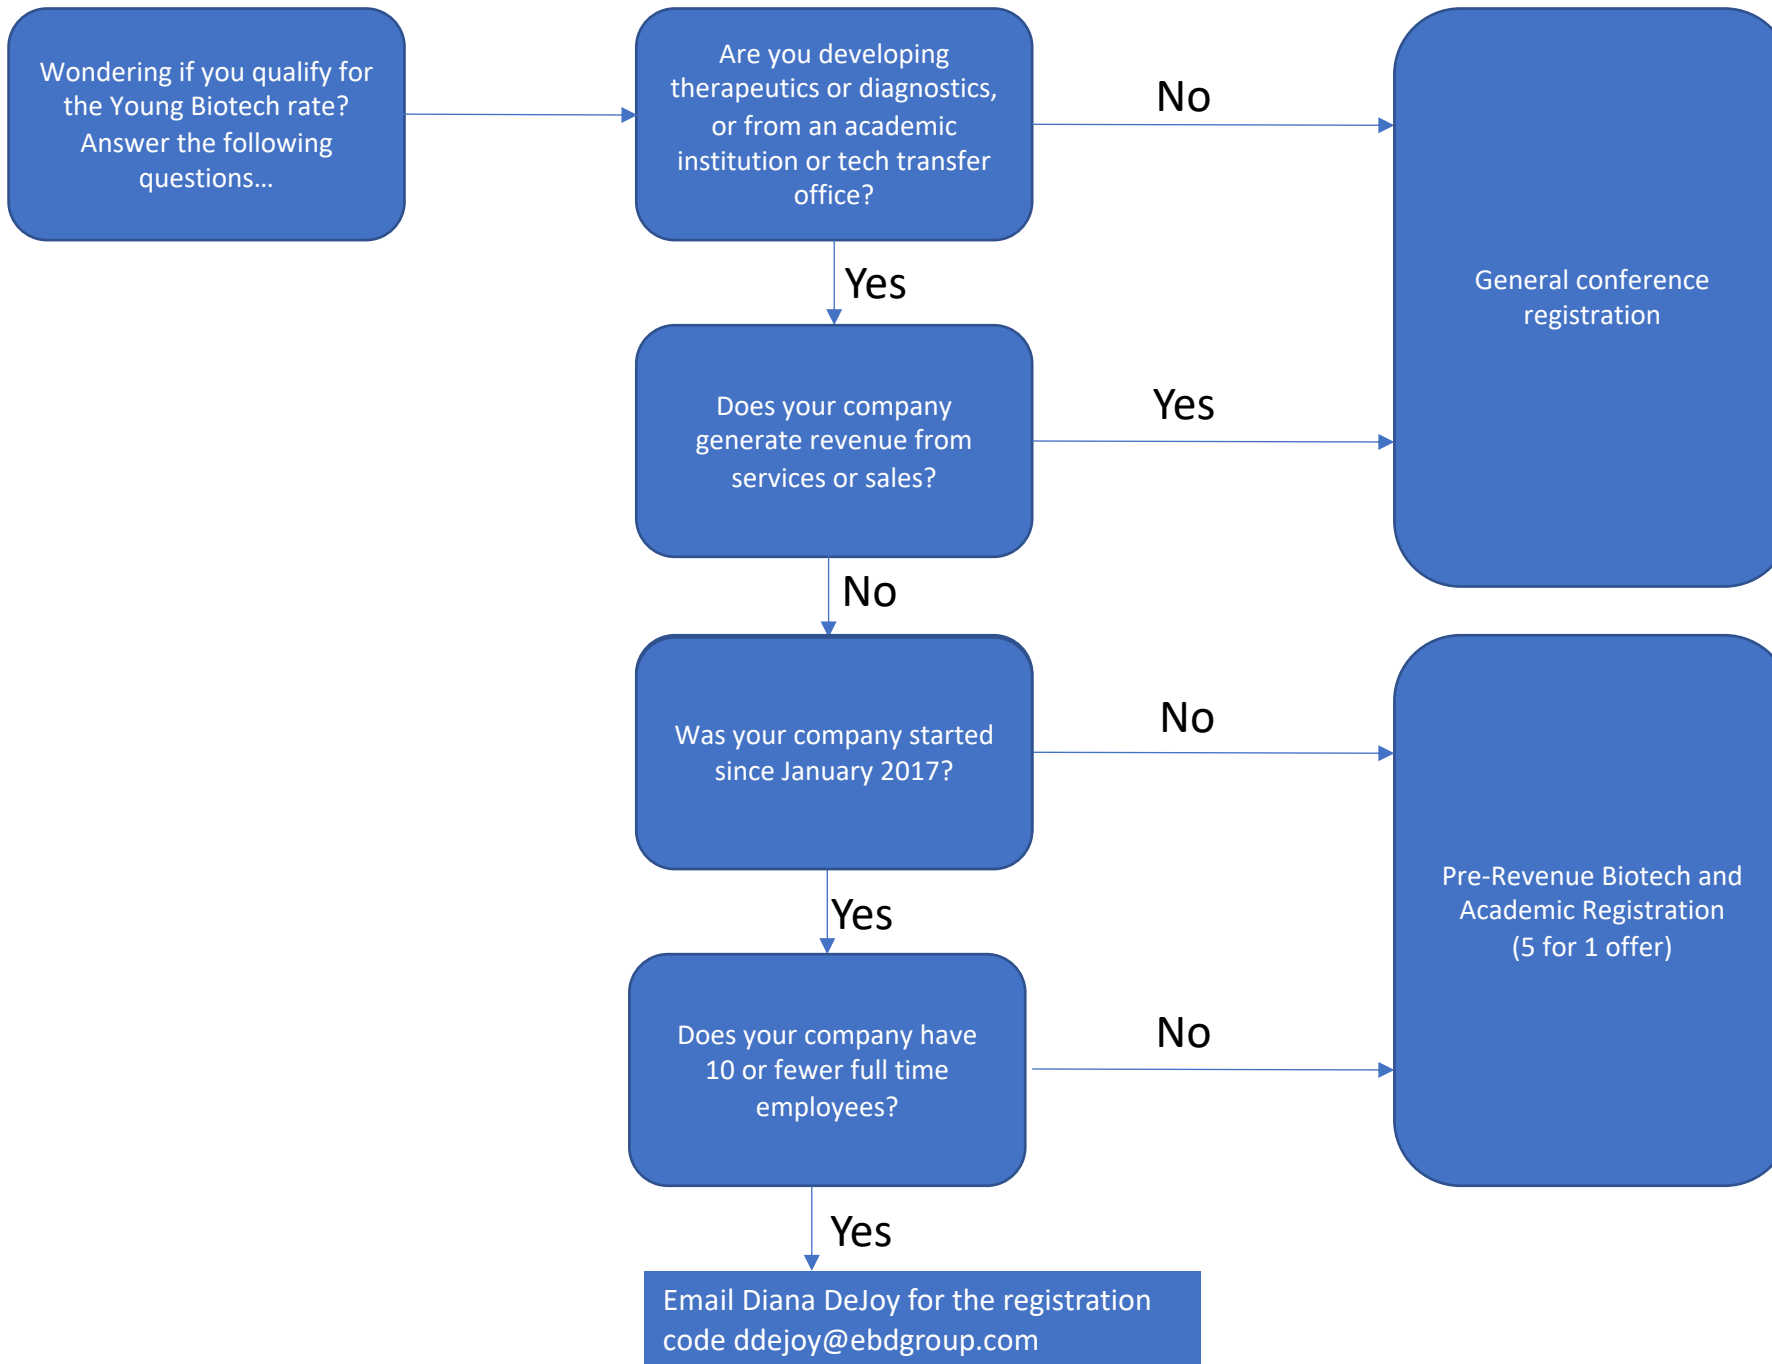 Wondering if you qualify for
the Young Biotech rate?
Answer the following
questions…
Are you developing
therapeutics or diagnostics,
or from an academic
institution or tech transfer
office?
No
General conference
registration
Yes
Does your company
generate revenue from
services or sales?
Yes
No
Was your company started
since January 2017?
No
Pre-Revenue Biotech and
Academic Registration
(5 for 1 offer)
Yes
Does your company have
10 or fewer full time
employees?
No
Yes
Email Diana DeJoy for the registration
code ddejoy@ebdgroup.com